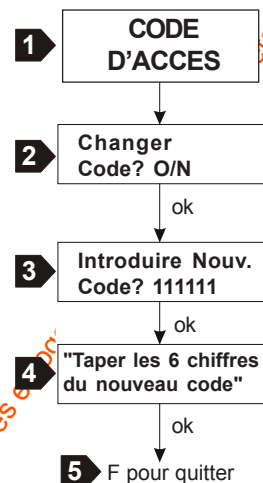 1
CODE
D'ACCES
2
Changer
Code? O/N
ok
3
Introduire Nouv.
Code? 111111
ok
4
"Taper les 6 chiffres
du nouveau code"
ok
5 F pour quitter